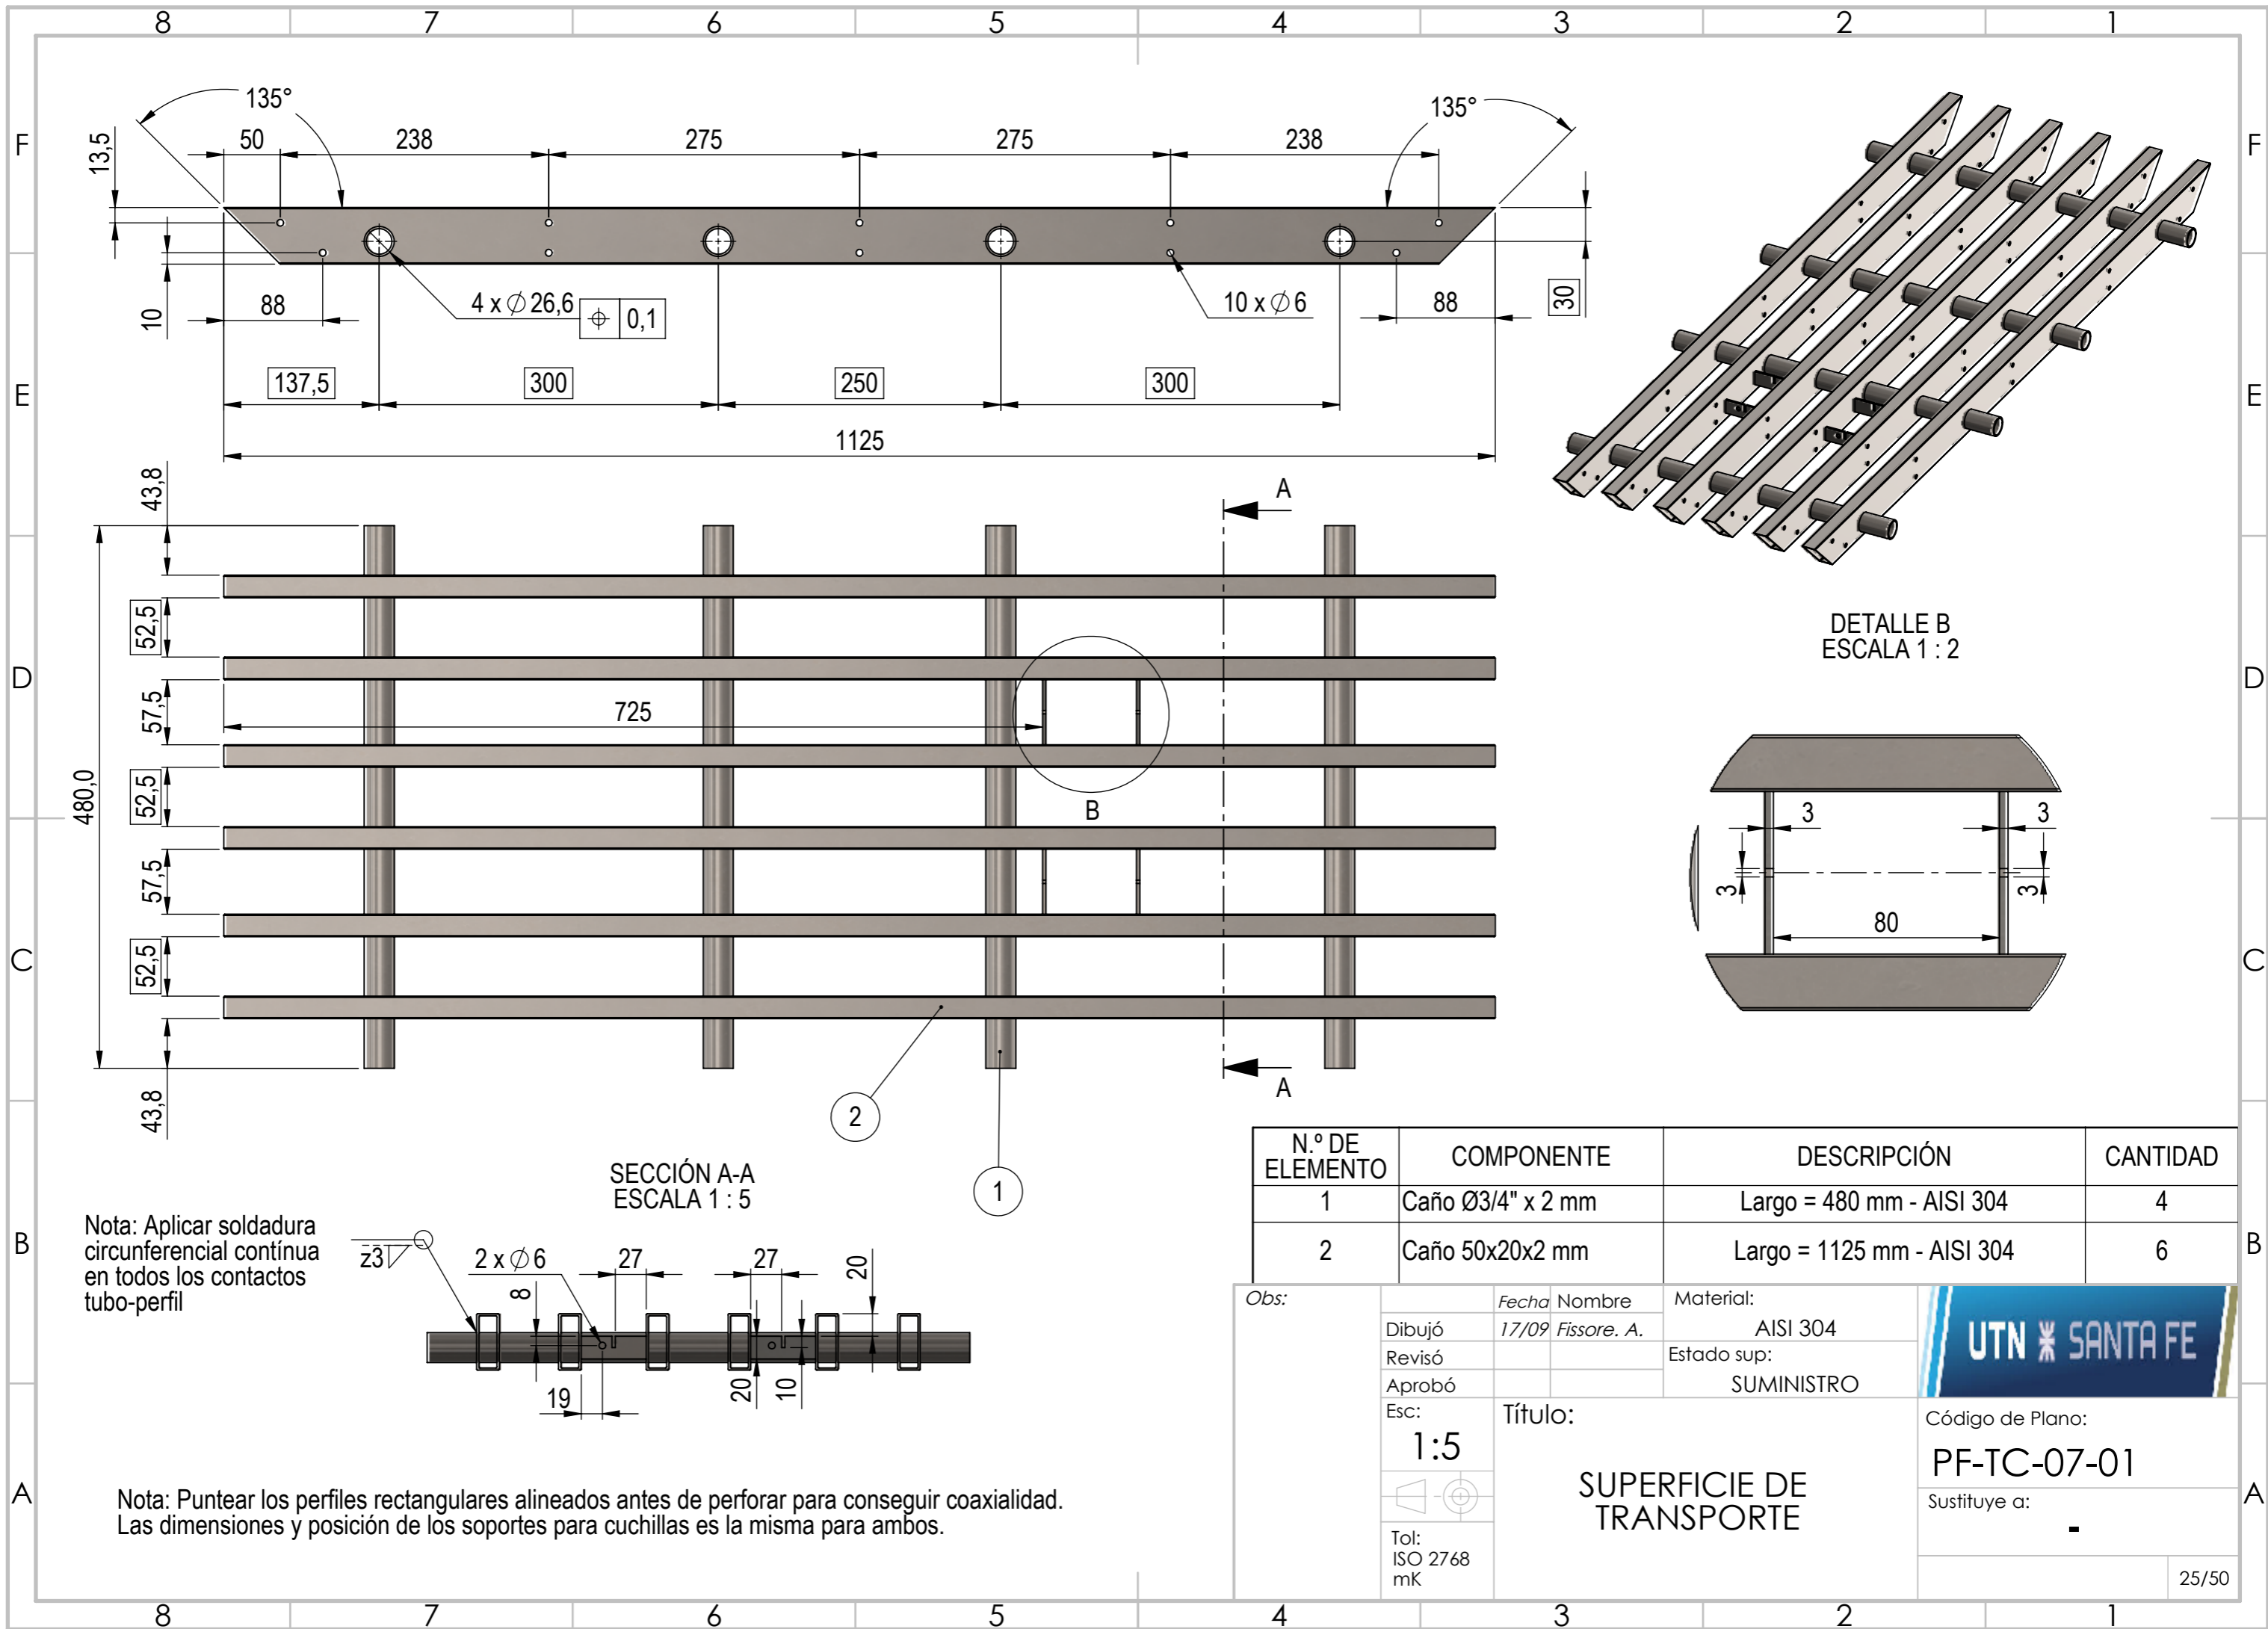 8 7 6 5 4 3 2 1
F
E
D
C
B
A
F
E
D
C
B
A
135°
135°
50
238
275
275
238
13,5
10
88
4 x ∅ 26,6
⌖ 0,1
10 x ∅ 6
88
30
137,5
300
250
300
1125
43,8
52,5
57,5
52,5
57,5
52,5
43,8
480,0
725
A
A
B
2
1
DETALLE B
ESCALA 1 : 2
3
3
3
3
80
SECCIÓN A-A
ESCALA 1 : 5
Nota: Aplicar soldadura
circunferencial contínua
en todos los contactos
tubo-perfil
z3
2 x ∅ 6
8
27
27
20
19
20
10
Nota: Puntear los perfiles rectangulares alineados antes de perforar para conseguir coaxialidad.
Las dimensiones y posición de los soportes para cuchillas es la misma para ambos.
N.º DE ELEMENTO COMPONENTE DESCRIPCIÓN CANTIDAD
1 Caño Ø3/4" x 2 mm Largo = 480 mm - AISI 304 4
2 Caño 50x20x2 mm Largo = 1125 mm - AISI 304 6
Obs:
Fecha Nombre
Dibujó 17/09 Fissore. A.
Revisó
Aprobó
Material:
AISI 304
Estado sup:
SUMINISTRO
UTN SANTA FE
Esc:
1:5
Tol:
ISO 2768
mK
Título:
SUPERFICIE DE
TRANSPORTE
Código de Plano:
PF-TC-07-01
Sustituye a:
-
25/50
8 7 6 5 4 3 2 1